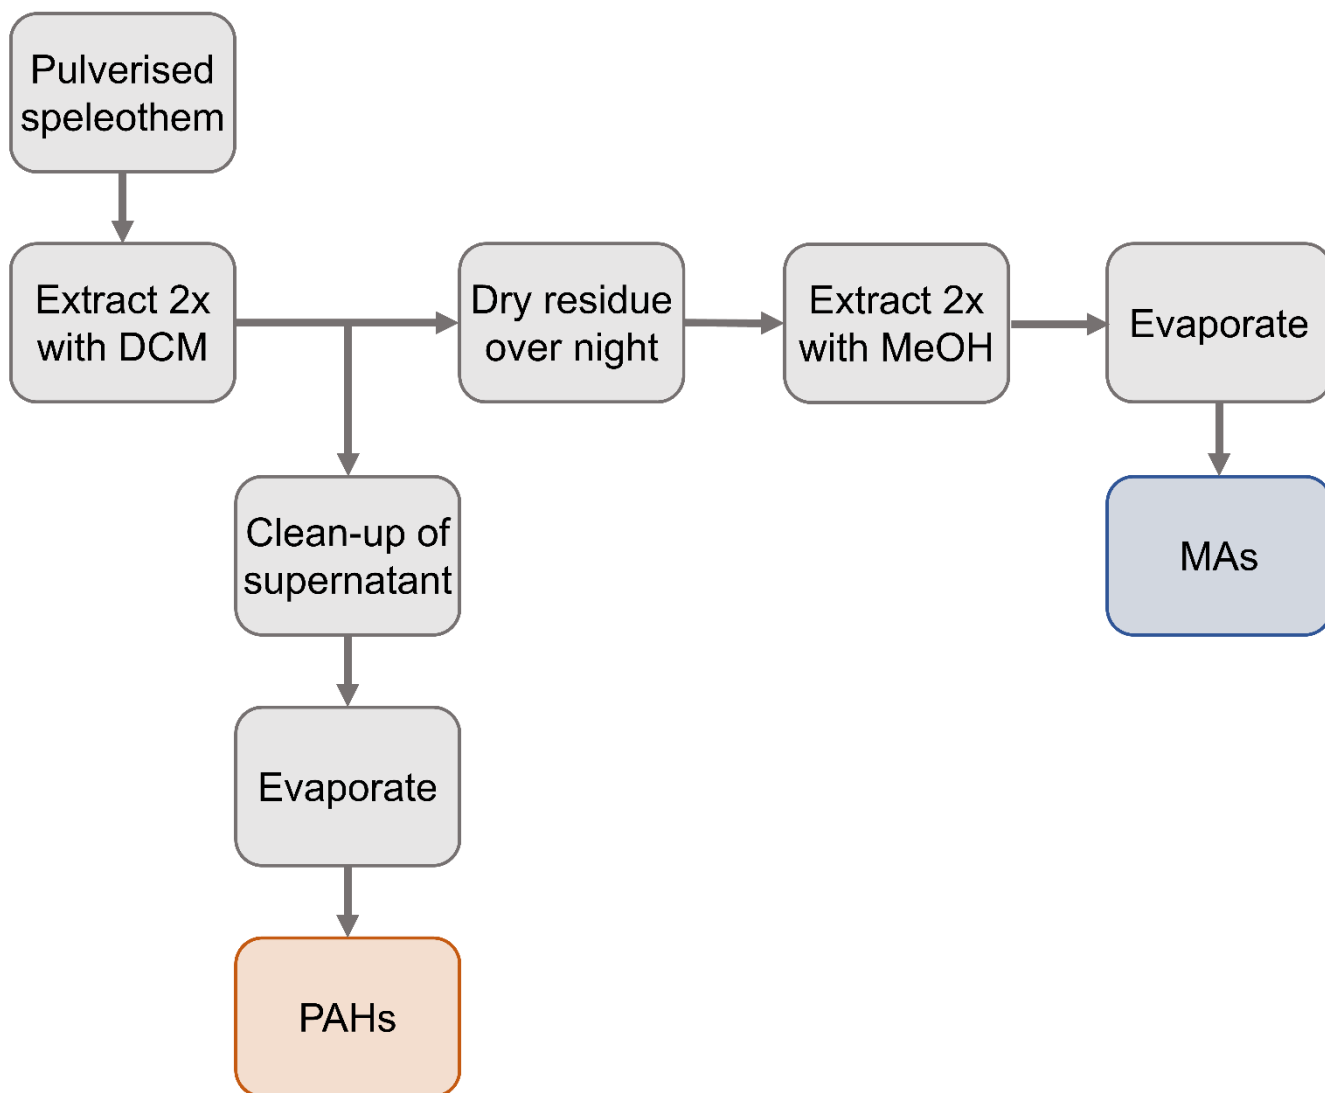 Pulverised
speleothem
Extract 2x
with DCM
Dry residue
over night
Extract 2x
with MeOH
Evaporate
Clean-up of
supernatant
MAs
Evaporate
PAHs